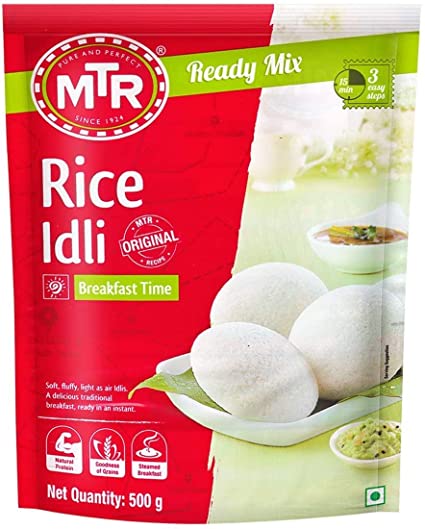 PURE AND PERFECT
MTR®
SINCE 1924
Ready Mix
15 min
3 easy steps
Rice
Idli
MTR
ORIGINAL
RECIPE
Breakfast Time
Soft, fluffy, light as air Idlis.
A delicious traditional
breakfast, ready in an instant.
Serving Suggestion
Natural
Protein
Goodness
of Grains
Steamed
Breakfast
Net Quantity: 500 g